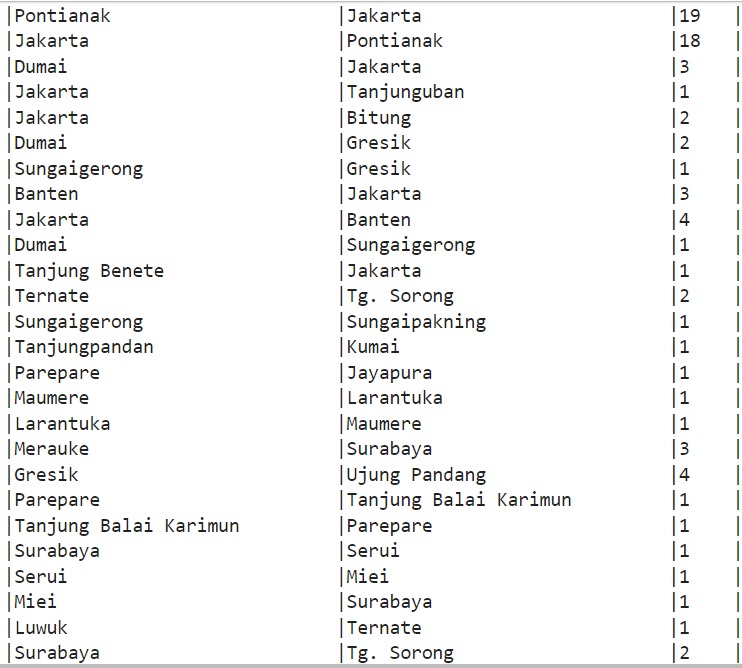 |Pontianak |Jakarta |19 |
|Jakarta |Pontianak |18 |
|Dumai |Jakarta |3 |
|Jakarta |Tanjunguban |1 |
|Jakarta |Bitung |2 |
|Dumai |Gresik |2 |
|Sungaigerong |Gresik |1 |
|Banten |Jakarta |3 |
|Jakarta |Banten |4 |
|Dumai |Sungaigerong |1 |
|Tanjung Benete |Jakarta |1 |
|Ternate |Tg. Sorong |2 |
|Sungaigerong |Sungaipakning |1 |
|Tanjungpandan |Kumai |1 |
|Parepare |Jayapura |1 |
|Maumere |Larantuka |1 |
|Larantuka |Maumere |1 |
|Merauke |Surabaya |3 |
|Gresik |Ujung Pandang |4 |
|Parepare |Tanjung Balai Karimun |1 |
|Tanjung Balai Karimun |Parepare |1 |
|Surabaya |Serui |1 |
|Serui |Miei |1 |
|Miei |Surabaya |1 |
|Luwuk |Ternate |1 |
|Surabaya |Tg. Sorong |2 |